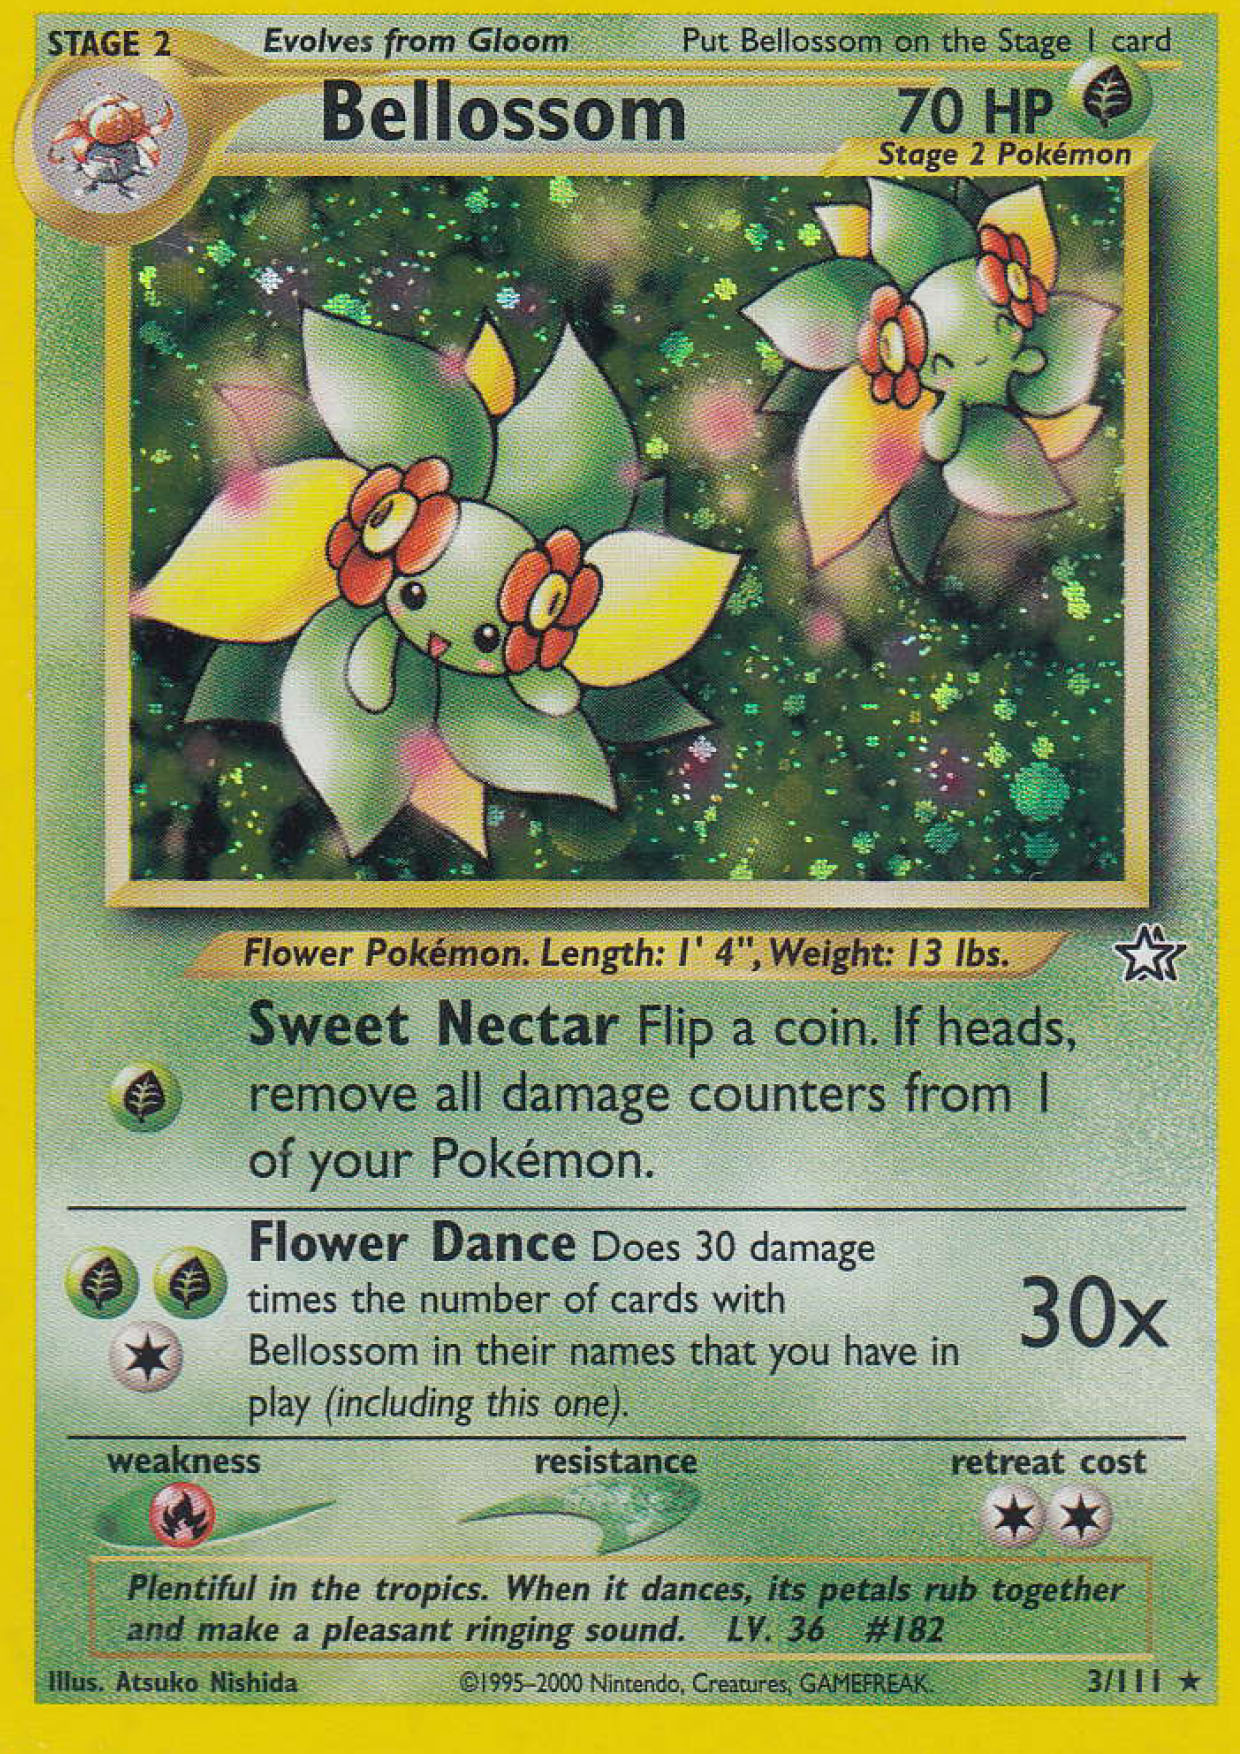 STAGE 2 Evolves from Gloom Put Bellossom on the Stage 1 card
Bellossom 70 HP
Stage 2 Pokémon
Flower Pokémon. Length: 1' 4", Weight: 13 lbs.
Sweet Nectar Flip a coin. If heads,
remove all damage counters from 1
of your Pokémon.
Flower Dance Does 30 damage
times the number of cards with
Bellossom in their names that you have in
play (including this one).
30x
weakness resistance retreat cost
Plentiful in the tropics. When it dances, its petals rub together
and make a pleasant ringing sound. LV. 36 #182
Illus. Atsuko Nishida ©1995–2000 Nintendo, Creatures, GAMEFREAK. 3/111 ★